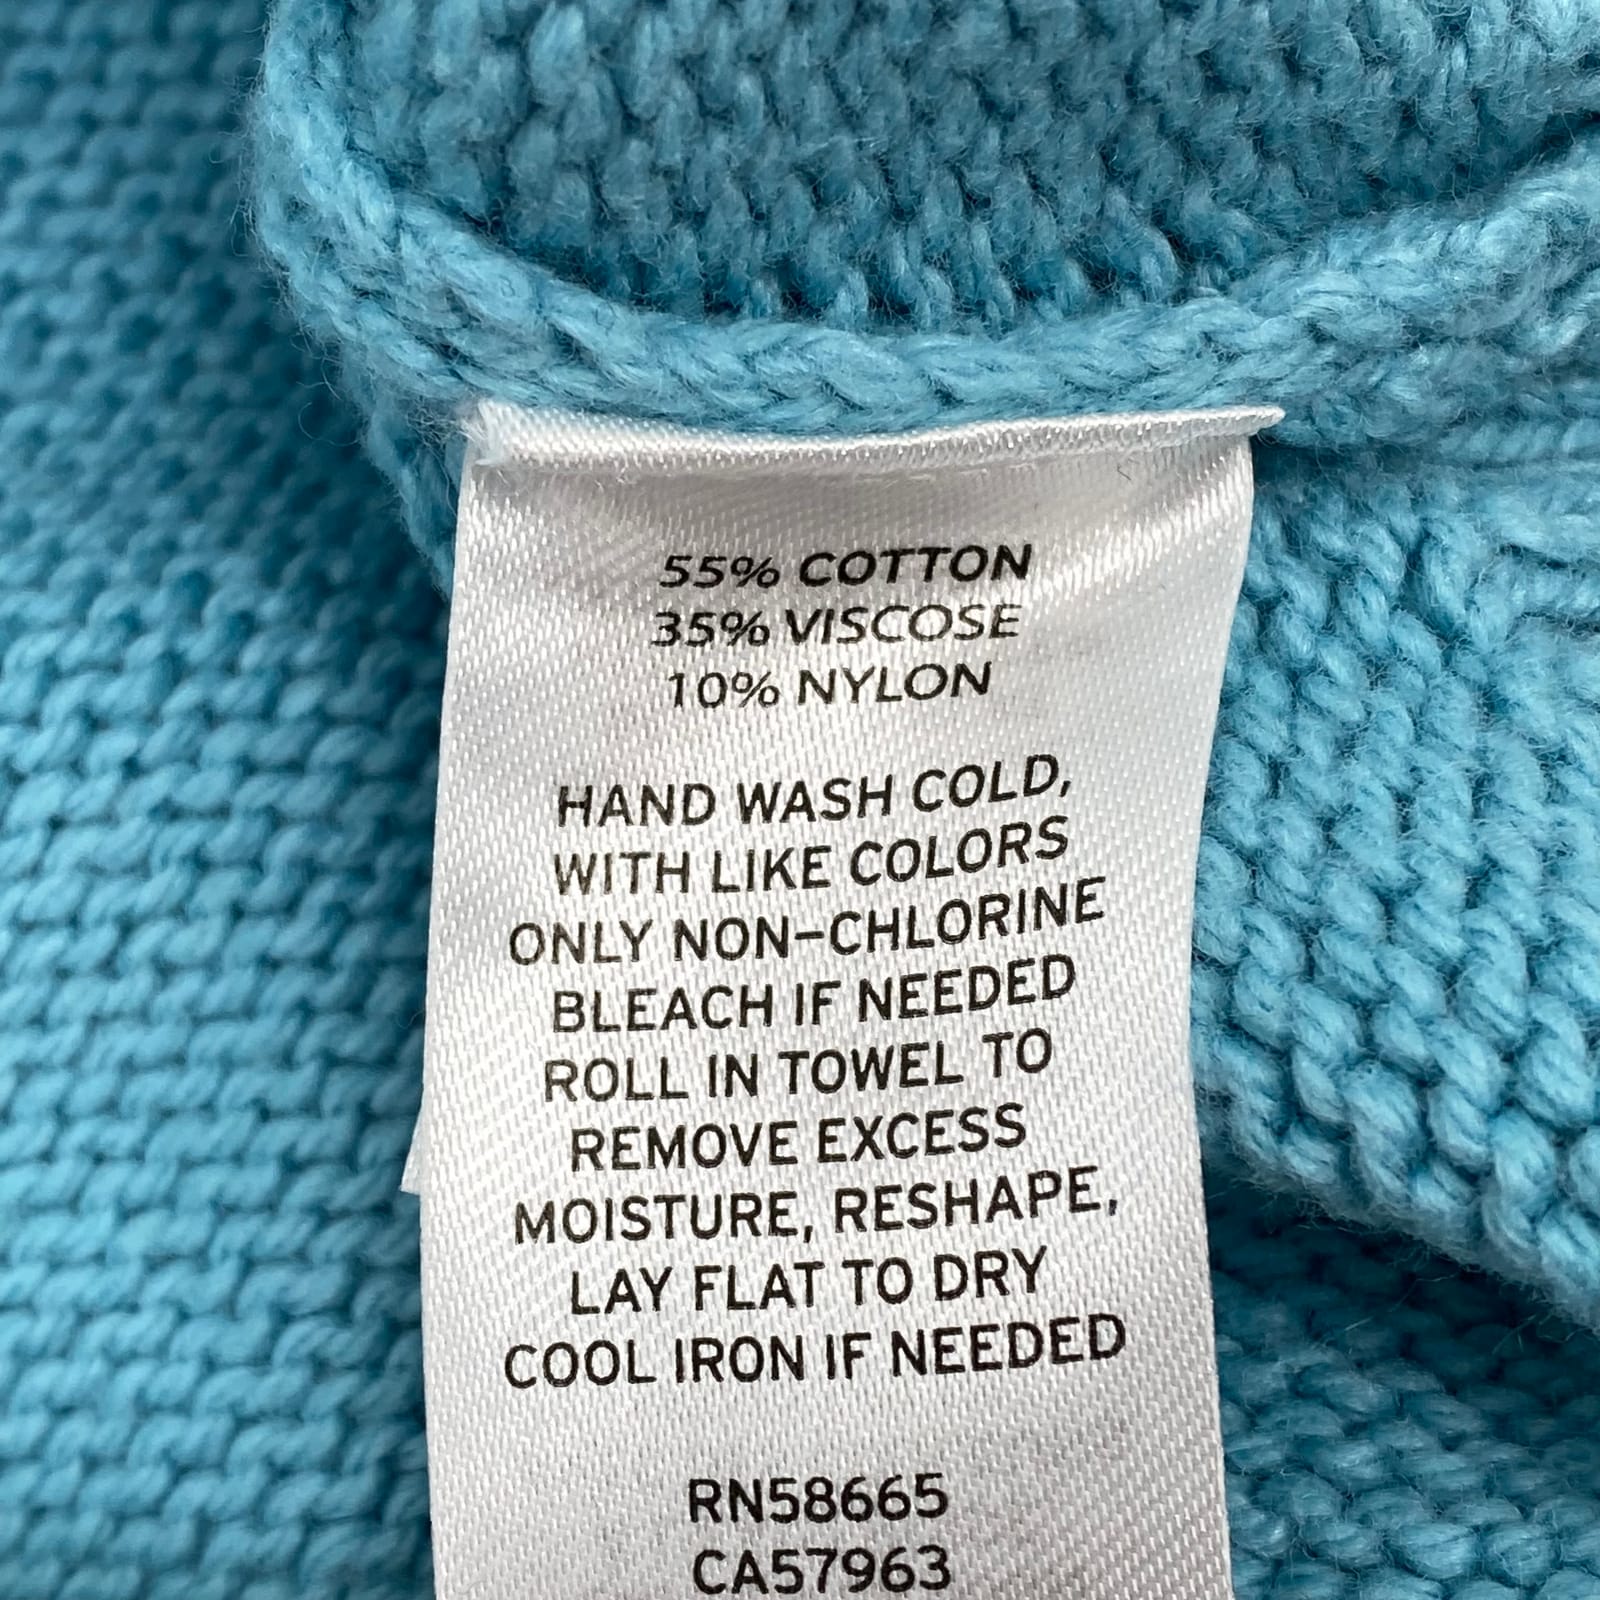 55% COTTON
35% VISCOSE
10% NYLON
HAND WASH COLD,
WITH LIKE COLORS
ONLY NON-CHLORINE
BLEACH IF NEEDED
ROLL IN TOWEL TO
REMOVE EXCESS
MOISTURE, RESHAPE,
LAY FLAT TO DRY
COOL IRON IF NEEDED
RN58665
CA57963